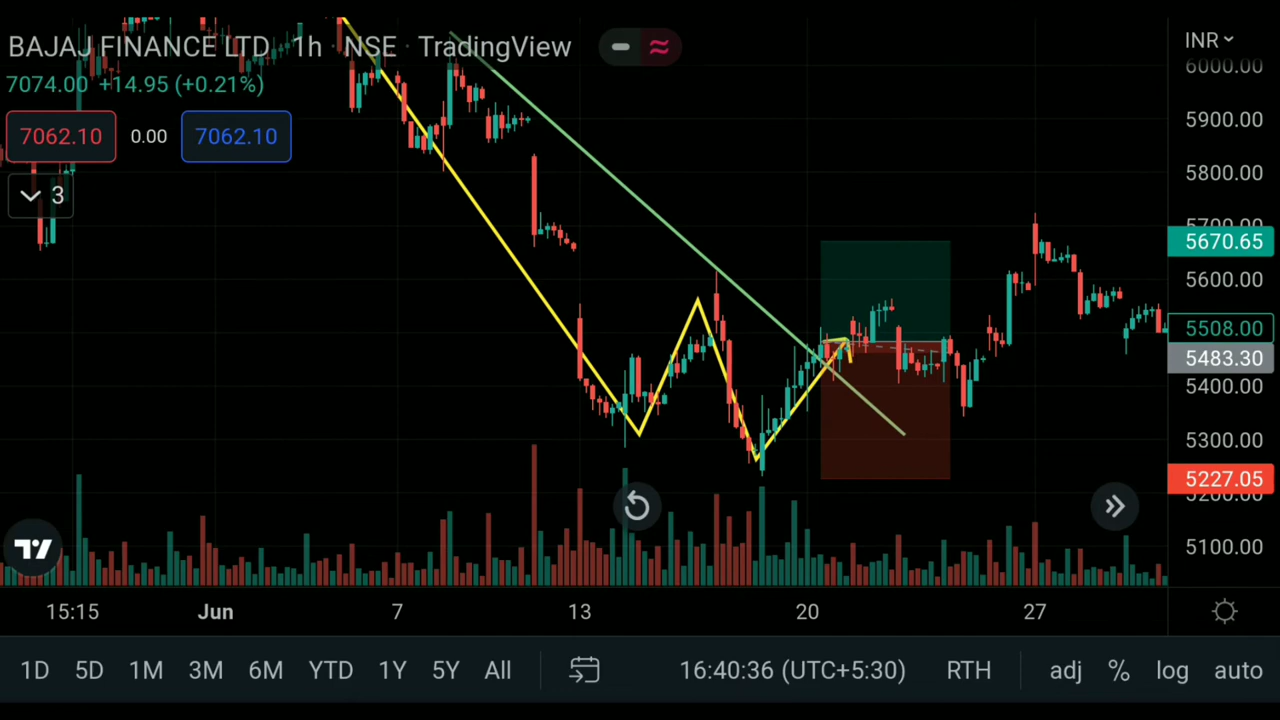 BAJAJ FINANCE LTD · 1h · NSE · TradingView
INR
7074.00 +14.95 (+0.21%)
7062.10 0.00 7062.10
3
6000.00
5900.00
5800.00
5700.00
5670.65
5600.00
5508.00
5483.30
5400.00
5300.00
5227.05
5200.00
5100.00
15:15 Jun 7 13 20 27
1D 5D 1M 3M 6M YTD 1Y 5Y All 16:40:36 (UTC+5:30) RTH adj % log auto